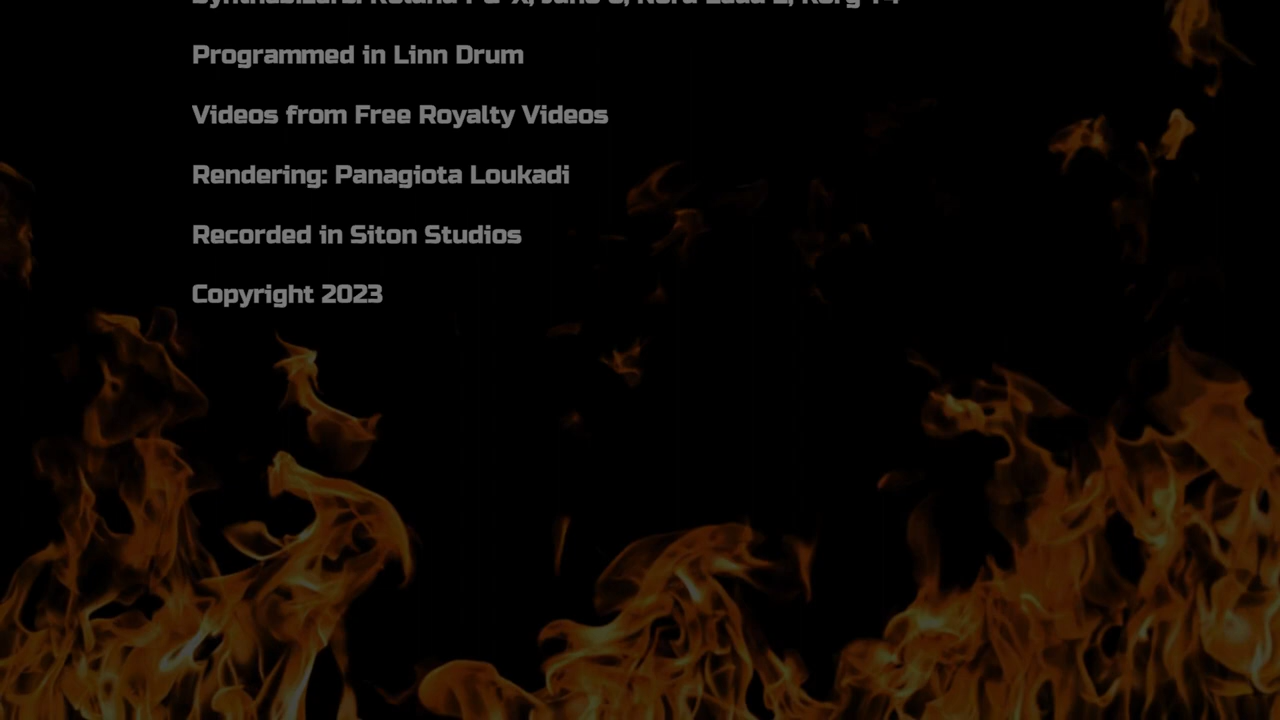 Programmed in Linn Drum
Videos from Free Royalty Videos
Rendering: Panagiota Loukadi
Recorded in Siton Studios
Copyright 2023